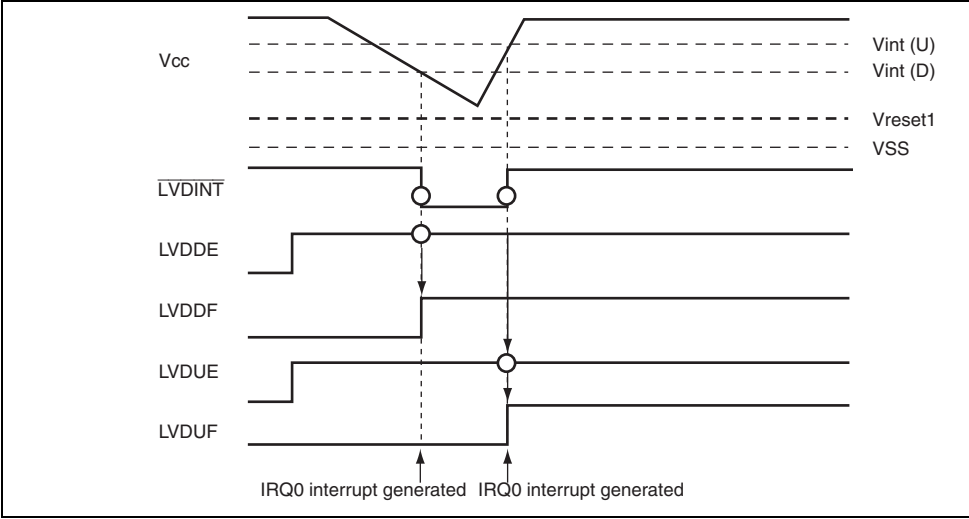 Vcc
Vint (U)
Vint (D)
Vreset1
VSS
LVDINT
LVDDE
LVDDF
LVDUE
LVDUF
IRQ0 interrupt generated IRQ0 interrupt generated